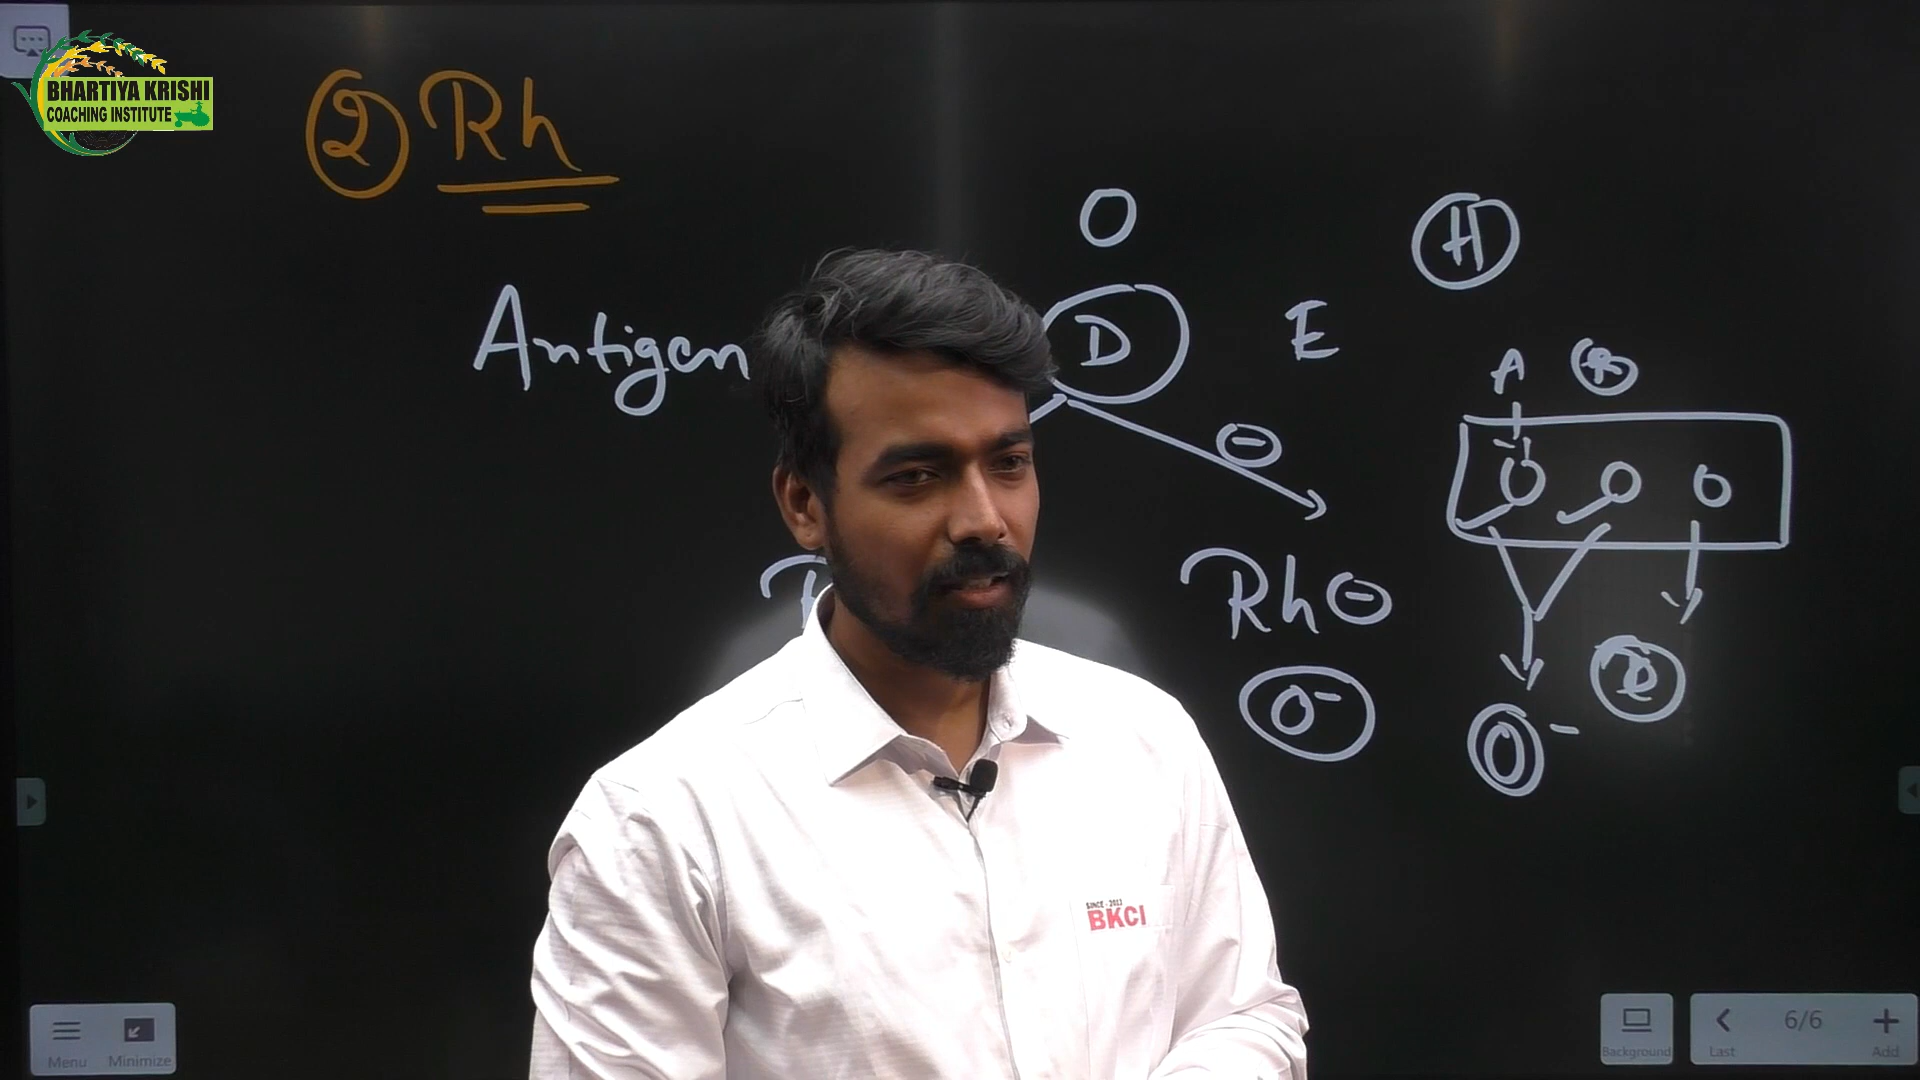 BHARTIYA KRISHI
COACHING INSTITUTE
2 Rh
O
H
Antigen
D
E
A
Rh⊖
O⁻
O⁻
SINCE - 2013
BKCI
Menu
Minimize
Background
Last
6/6
Add